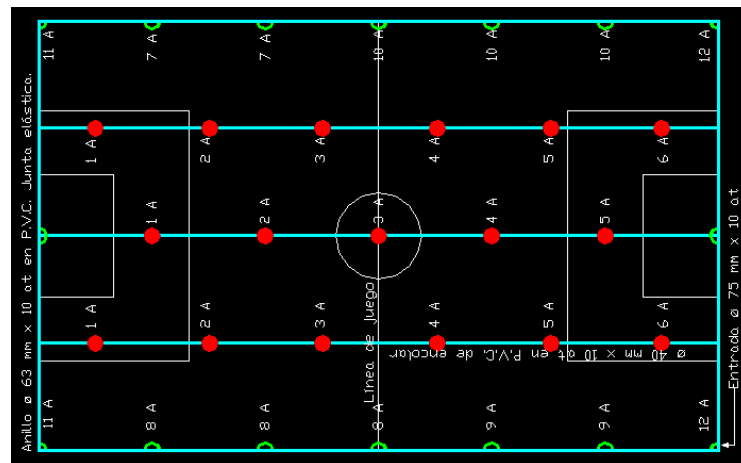 11 A
7 A
7 A
10 A
10 A
10 A
12 A
1 A
2 A
3 A
4 A
5 A
6 A
1 A
2 A
3 A
4 A
5 A
1 A
2 A
3 A
4 A
5 A
6 A
11 A
8 A
8 A
8 A
9 A
9 A
12 A
Anillo ø 63 mm x 10 at en P.V.C. Junta elástica.
Línea de juego
ø 40 mm x 10 at en P.V.C. de encolar
Entrada ø 75 mm x 10 at